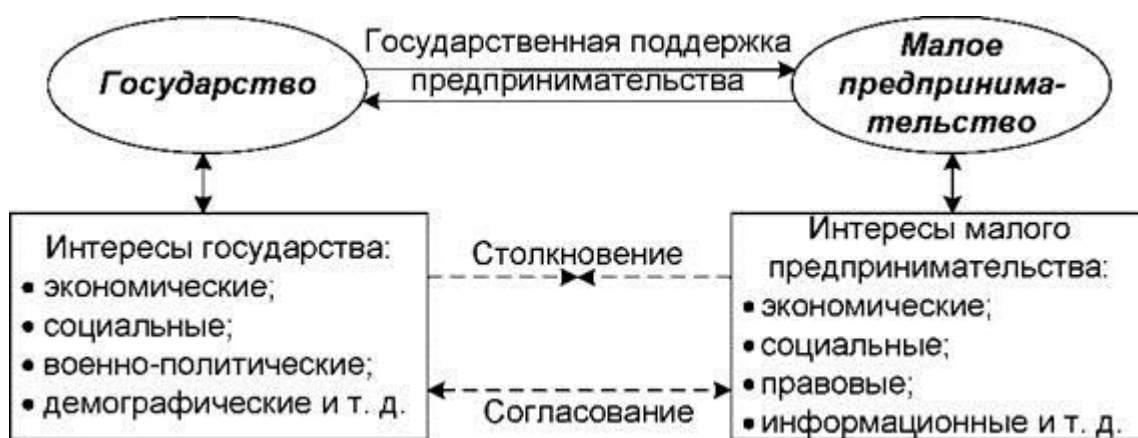 Государство
Государственная поддержка
предпринимательства
Малое
предпринима-
тельство
Интересы государства:
• экономические;
• социальные;
• военно-политические;
• демографические и т. д.
Столкновение
Согласование
Интересы малого
предпринимательства:
• экономические;
• социальные;
• правовые;
• информационные и т. д.